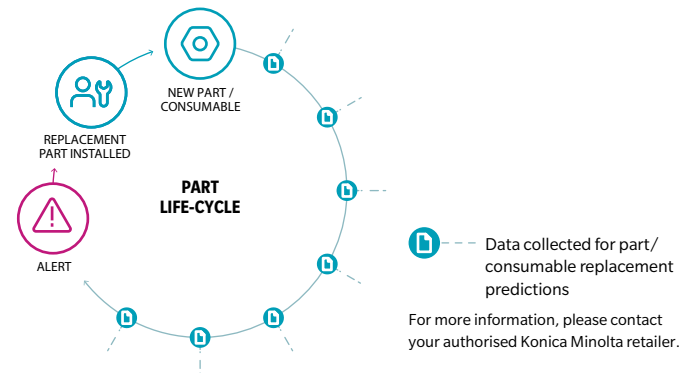 NEW PART /
CONSUMABLE
REPLACEMENT
PART INSTALLED
PART
LIFE-CYCLE
ALERT
Data collected for part/
consumable replacement
predictions
For more information, please contact
your authorised Konica Minolta retailer.